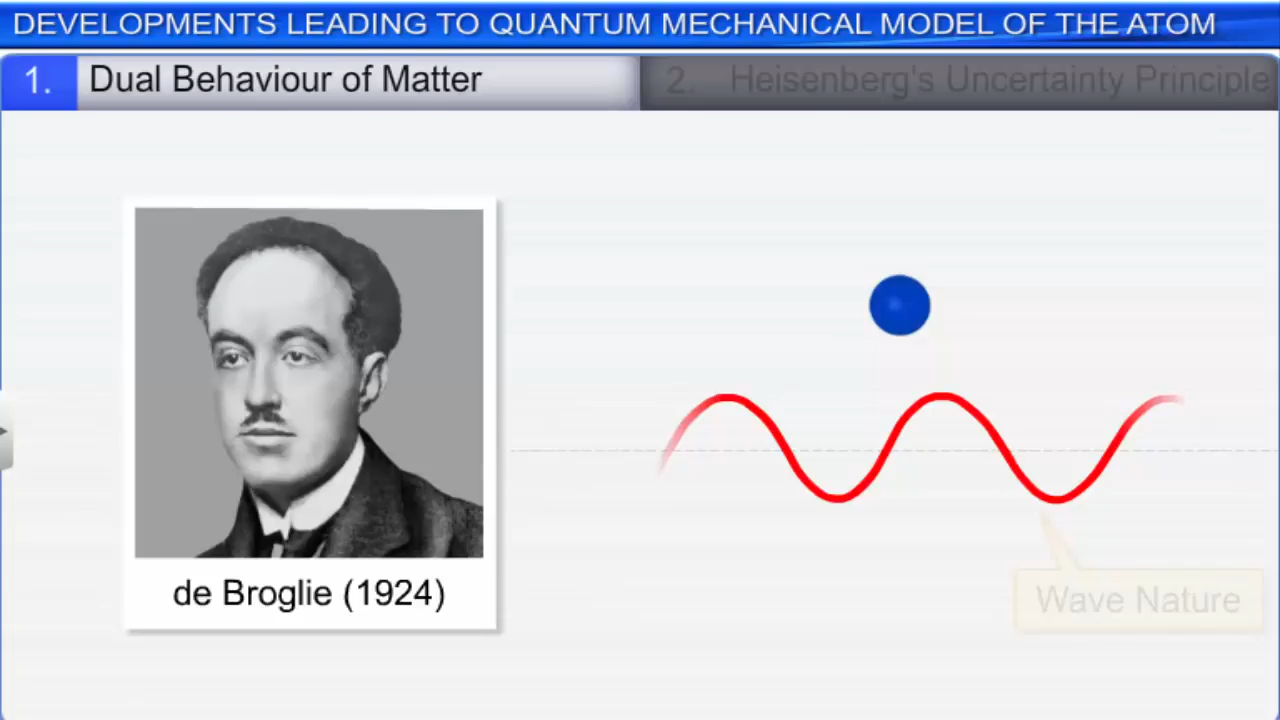 DEVELOPMENTS LEADING TO QUANTUM MECHANICAL MODEL OF THE ATOM
1. Dual Behaviour of Matter
2. Heisenberg's Uncertainty Principle
de Broglie (1924)
Wave Nature